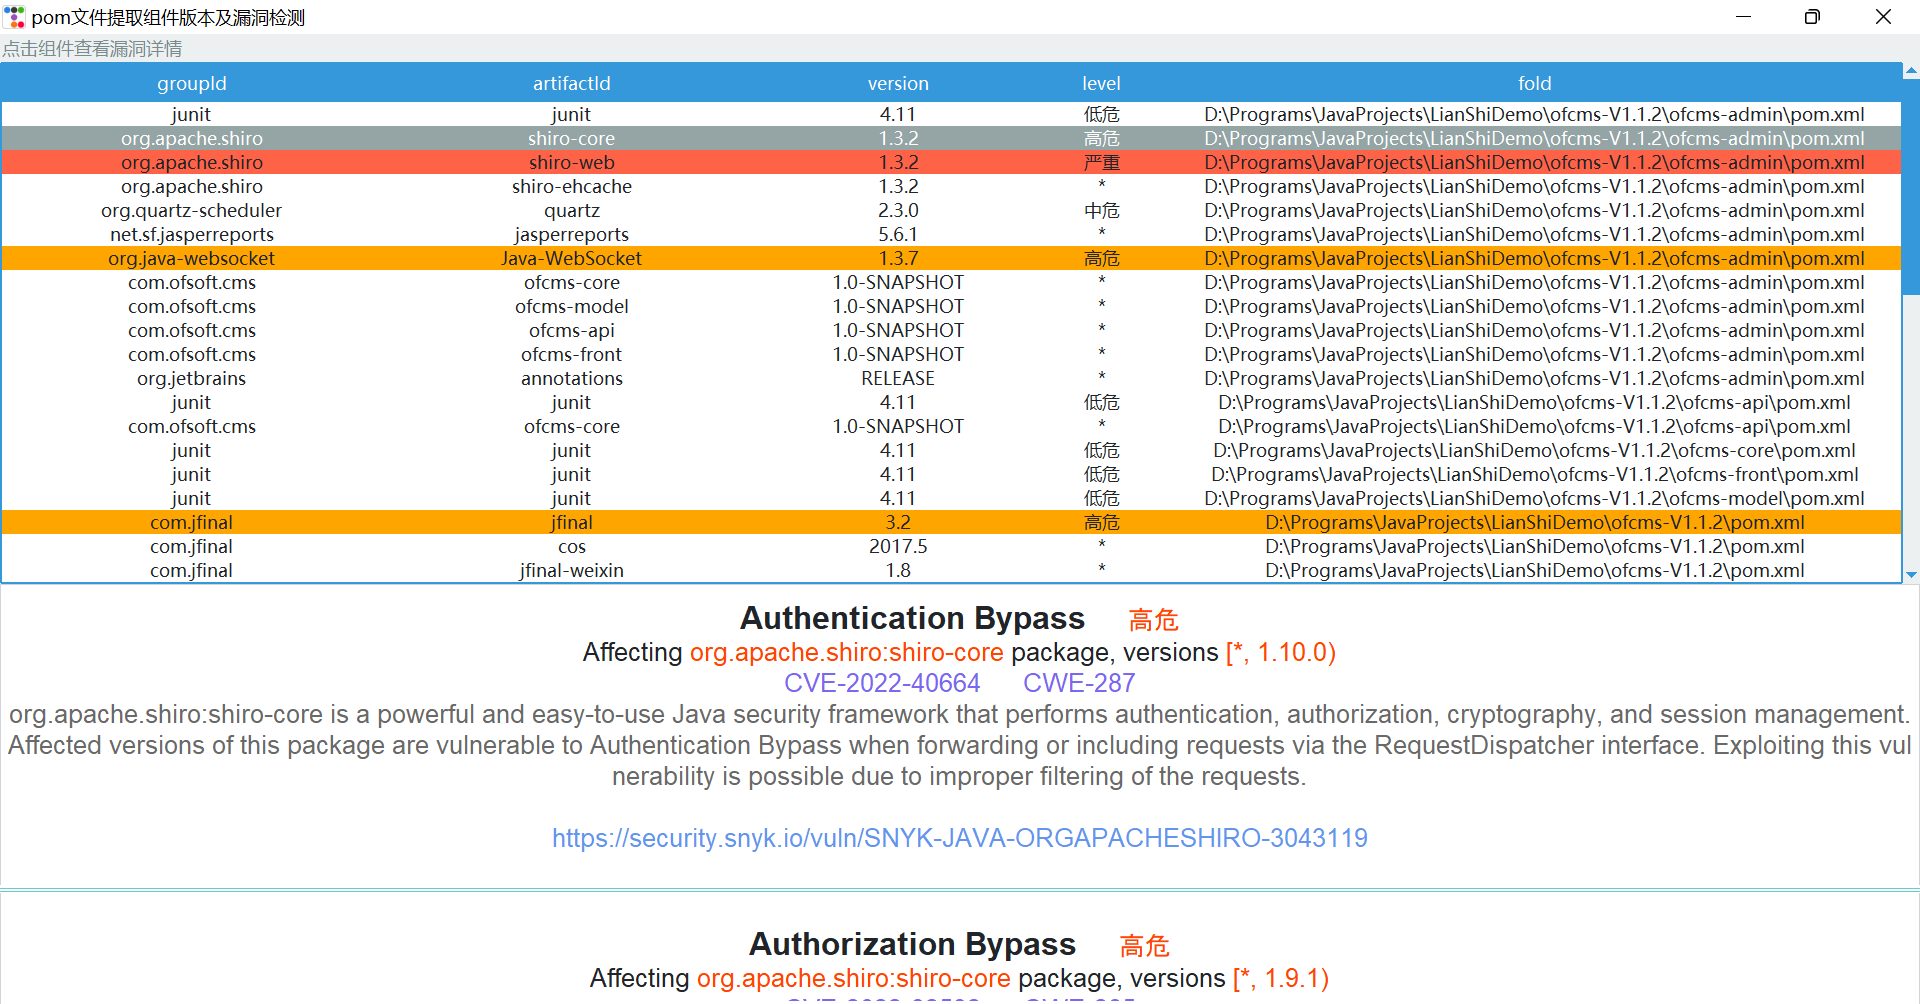 pom文件提取组件版本及漏洞检测
点击组件查看漏洞详情
groupId artifactId version level fold
junit junit 4.11 低危 D:\Programs\JavaProjects\LianShiDemo\ofcms-V1.1.2\ofcms-admin\pom.xml
org.apache.shiro shiro-core 1.3.2 高危 D:\Programs\JavaProjects\LianShiDemo\ofcms-V1.1.2\ofcms-admin\pom.xml
org.apache.shiro shiro-web 1.3.2 严重 D:\Programs\JavaProjects\LianShiDemo\ofcms-V1.1.2\ofcms-admin\pom.xml
org.apache.shiro shiro-ehcache 1.3.2 * D:\Programs\JavaProjects\LianShiDemo\ofcms-V1.1.2\ofcms-admin\pom.xml
org.quartz-scheduler quartz 2.3.0 中危 D:\Programs\JavaProjects\LianShiDemo\ofcms-V1.1.2\ofcms-admin\pom.xml
net.sf.jasperreports jasperreports 5.6.1 * D:\Programs\JavaProjects\LianShiDemo\ofcms-V1.1.2\ofcms-admin\pom.xml
org.java-websocket Java-WebSocket 1.3.7 高危 D:\Programs\JavaProjects\LianShiDemo\ofcms-V1.1.2\ofcms-admin\pom.xml
com.ofsoft.cms ofcms-core 1.0-SNAPSHOT * D:\Programs\JavaProjects\LianShiDemo\ofcms-V1.1.2\ofcms-admin\pom.xml
com.ofsoft.cms ofcms-model 1.0-SNAPSHOT * D:\Programs\JavaProjects\LianShiDemo\ofcms-V1.1.2\ofcms-admin\pom.xml
com.ofsoft.cms ofcms-api 1.0-SNAPSHOT * D:\Programs\JavaProjects\LianShiDemo\ofcms-V1.1.2\ofcms-admin\pom.xml
com.ofsoft.cms ofcms-front 1.0-SNAPSHOT * D:\Programs\JavaProjects\LianShiDemo\ofcms-V1.1.2\ofcms-admin\pom.xml
org.jetbrains annotations RELEASE * D:\Programs\JavaProjects\LianShiDemo\ofcms-V1.1.2\ofcms-admin\pom.xml
junit junit 4.11 低危 D:\Programs\JavaProjects\LianShiDemo\ofcms-V1.1.2\ofcms-api\pom.xml
com.ofsoft.cms ofcms-core 1.0-SNAPSHOT * D:\Programs\JavaProjects\LianShiDemo\ofcms-V1.1.2\ofcms-api\pom.xml
junit junit 4.11 低危 D:\Programs\JavaProjects\LianShiDemo\ofcms-V1.1.2\ofcms-core\pom.xml
junit junit 4.11 低危 D:\Programs\JavaProjects\LianShiDemo\ofcms-V1.1.2\ofcms-front\pom.xml
junit junit 4.11 低危 D:\Programs\JavaProjects\LianShiDemo\ofcms-V1.1.2\ofcms-model\pom.xml
com.jfinal jfinal 3.2 高危 D:\Programs\JavaProjects\LianShiDemo\ofcms-V1.1.2\pom.xml
com.jfinal cos 2017.5 * D:\Programs\JavaProjects\LianShiDemo\ofcms-V1.1.2\pom.xml
com.jfinal jfinal-weixin 1.8 * D:\Programs\JavaProjects\LianShiDemo\ofcms-V1.1.2\pom.xml
Authentication Bypass 高危
Affecting org.apache.shiro:shiro-core package, versions [*, 1.10.0)
CVE-2022-40664 CWE-287
org.apache.shiro:shiro-core is a powerful and easy-to-use Java security framework that performs authentication, authorization, cryptography, and session management.
Affected versions of this package are vulnerable to Authentication Bypass when forwarding or including requests via the RequestDispatcher interface. Exploiting this vul
nerability is possible due to improper filtering of the requests.
https://security.snyk.io/vuln/SNYK-JAVA-ORGAPACHESHIRO-3043119
Authorization Bypass 高危
Affecting org.apache.shiro:shiro-core package, versions [*, 1.9.1)